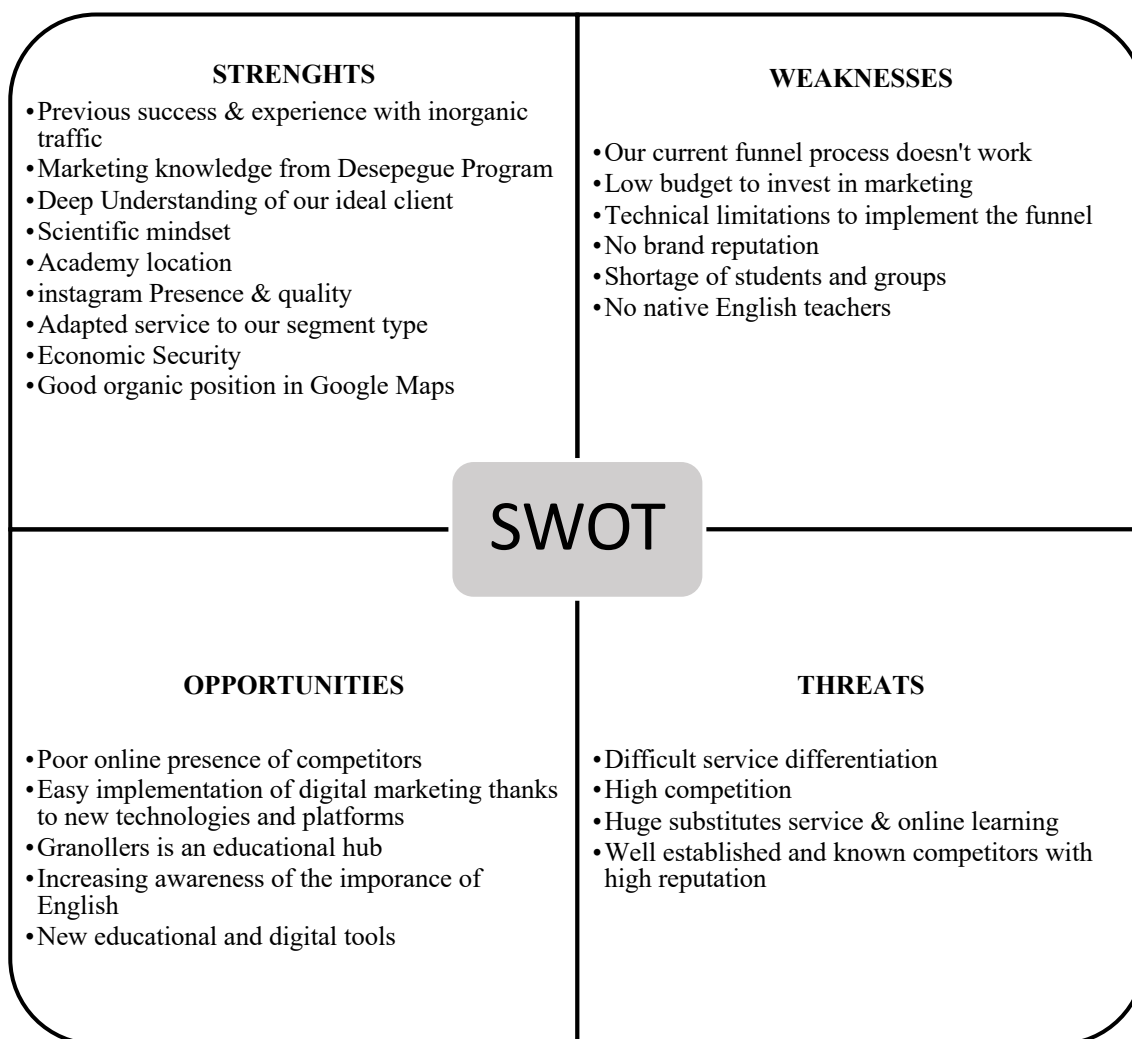 STRENGHTS
•Previous success & experience with inorganic
traffic
•Marketing knowledge from Desepegue Program
•Deep Understanding of our ideal client
•Scientific mindset
•Academy location
•instagram Presence & quality
•Adapted service to our segment type
•Economic Security
•Good organic position in Google Maps
WEAKNESSES
•Our current funnel process doesn't work
•Low budget to invest in marketing
•Technical limitations to implement the funnel
•No brand reputation
•Shortage of students and groups
•No native English teachers
SWOT
OPPORTUNITIES
•Poor online presence of competitors
•Easy implementation of digital marketing thanks
to new technologies and platforms
•Granollers is an educational hub
•Increasing awareness of the imporance of
English
•New educational and digital tools
THREATS
•Difficult service differentiation
•High competition
•Huge substitutes service & online learning
•Well established and known competitors with
high reputation